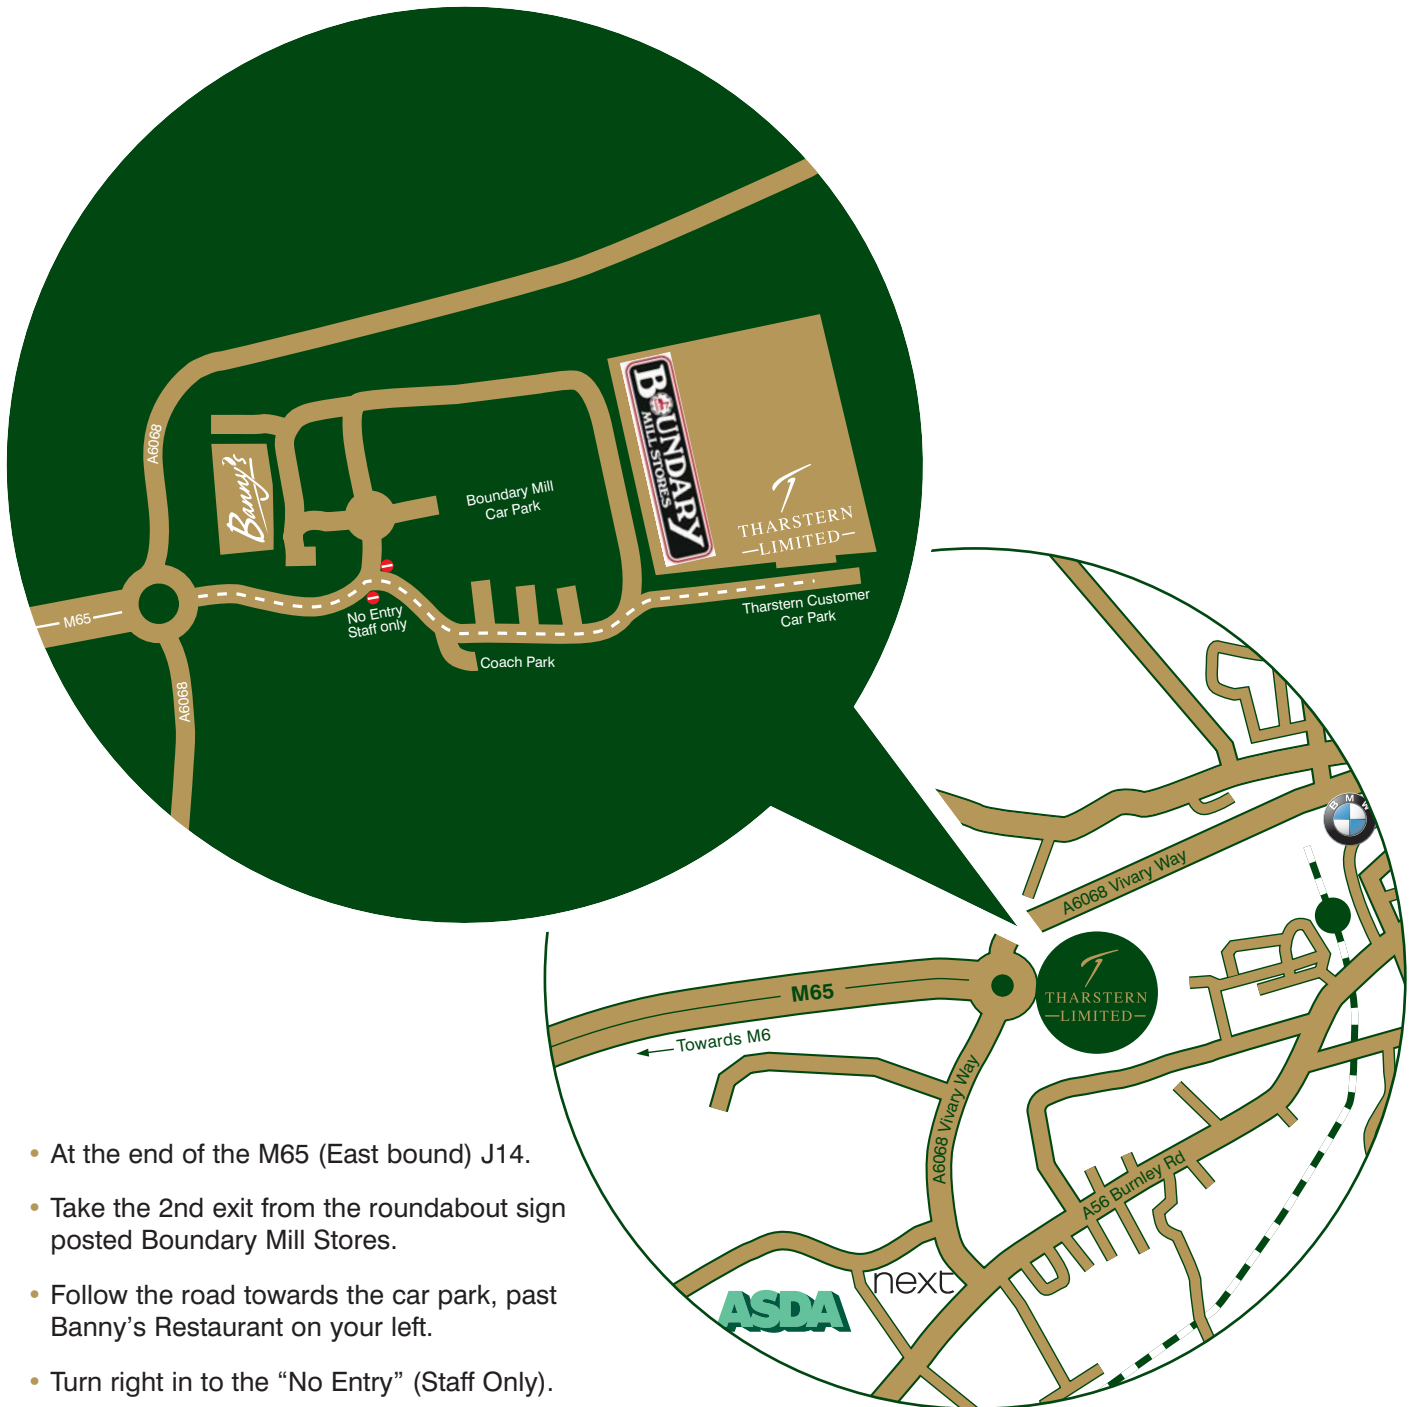 A6068
Banny's
Boundary Mill
Car Park
BOUNDARY
MILL STORES
THARSTERN
LIMITED
M65
No Entry
Staff only
Tharstern Customer
Car Park
Coach Park
A6068
BMW
A6068 Vivary Way
M65
THARSTERN
LIMITED
Towards M6
A6068 Vivary Way
A56 Burnley Rd
next
ASDA
• At the end of the M65 (East bound) J14.
• Take the 2nd exit from the roundabout sign
posted Boundary Mill Stores.
• Follow the road towards the car park, past
Banny’s Restaurant on your left.
• Turn right in to the “No Entry” (Staff Only).